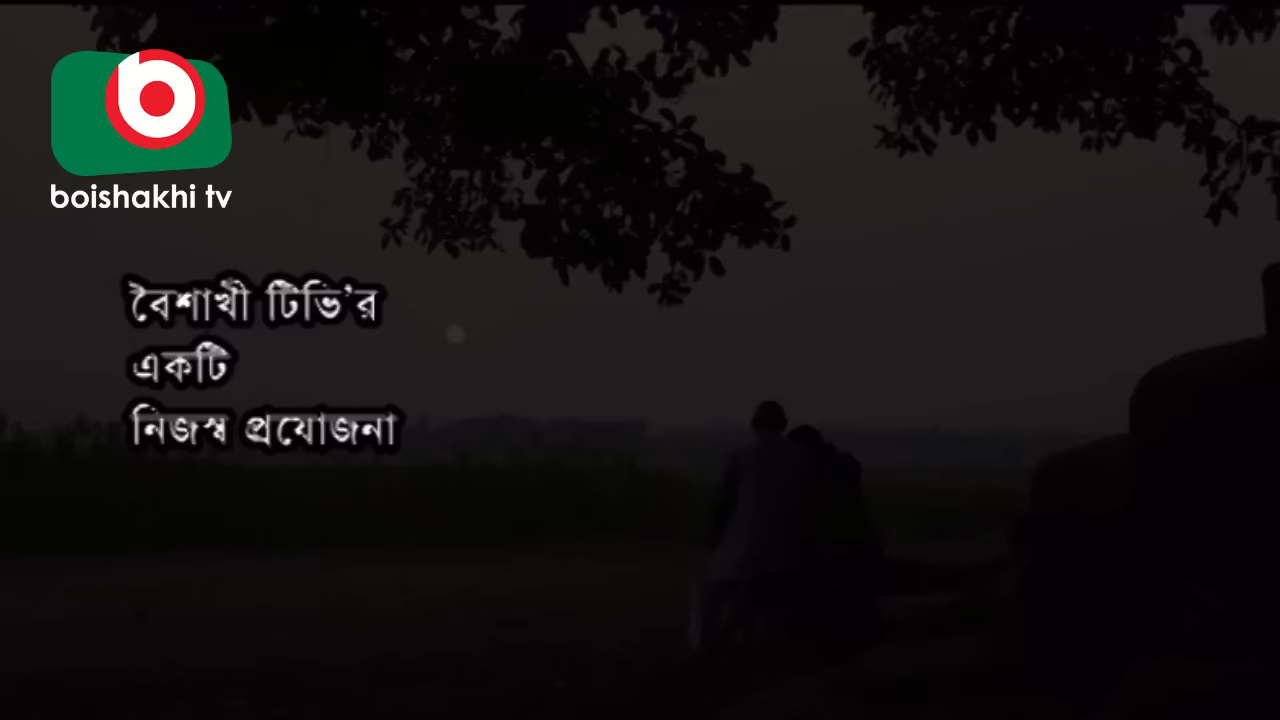 boishakhi tv
বৈশাখী টিভি’র
একটি
নিজস্ব প্রযোজনা